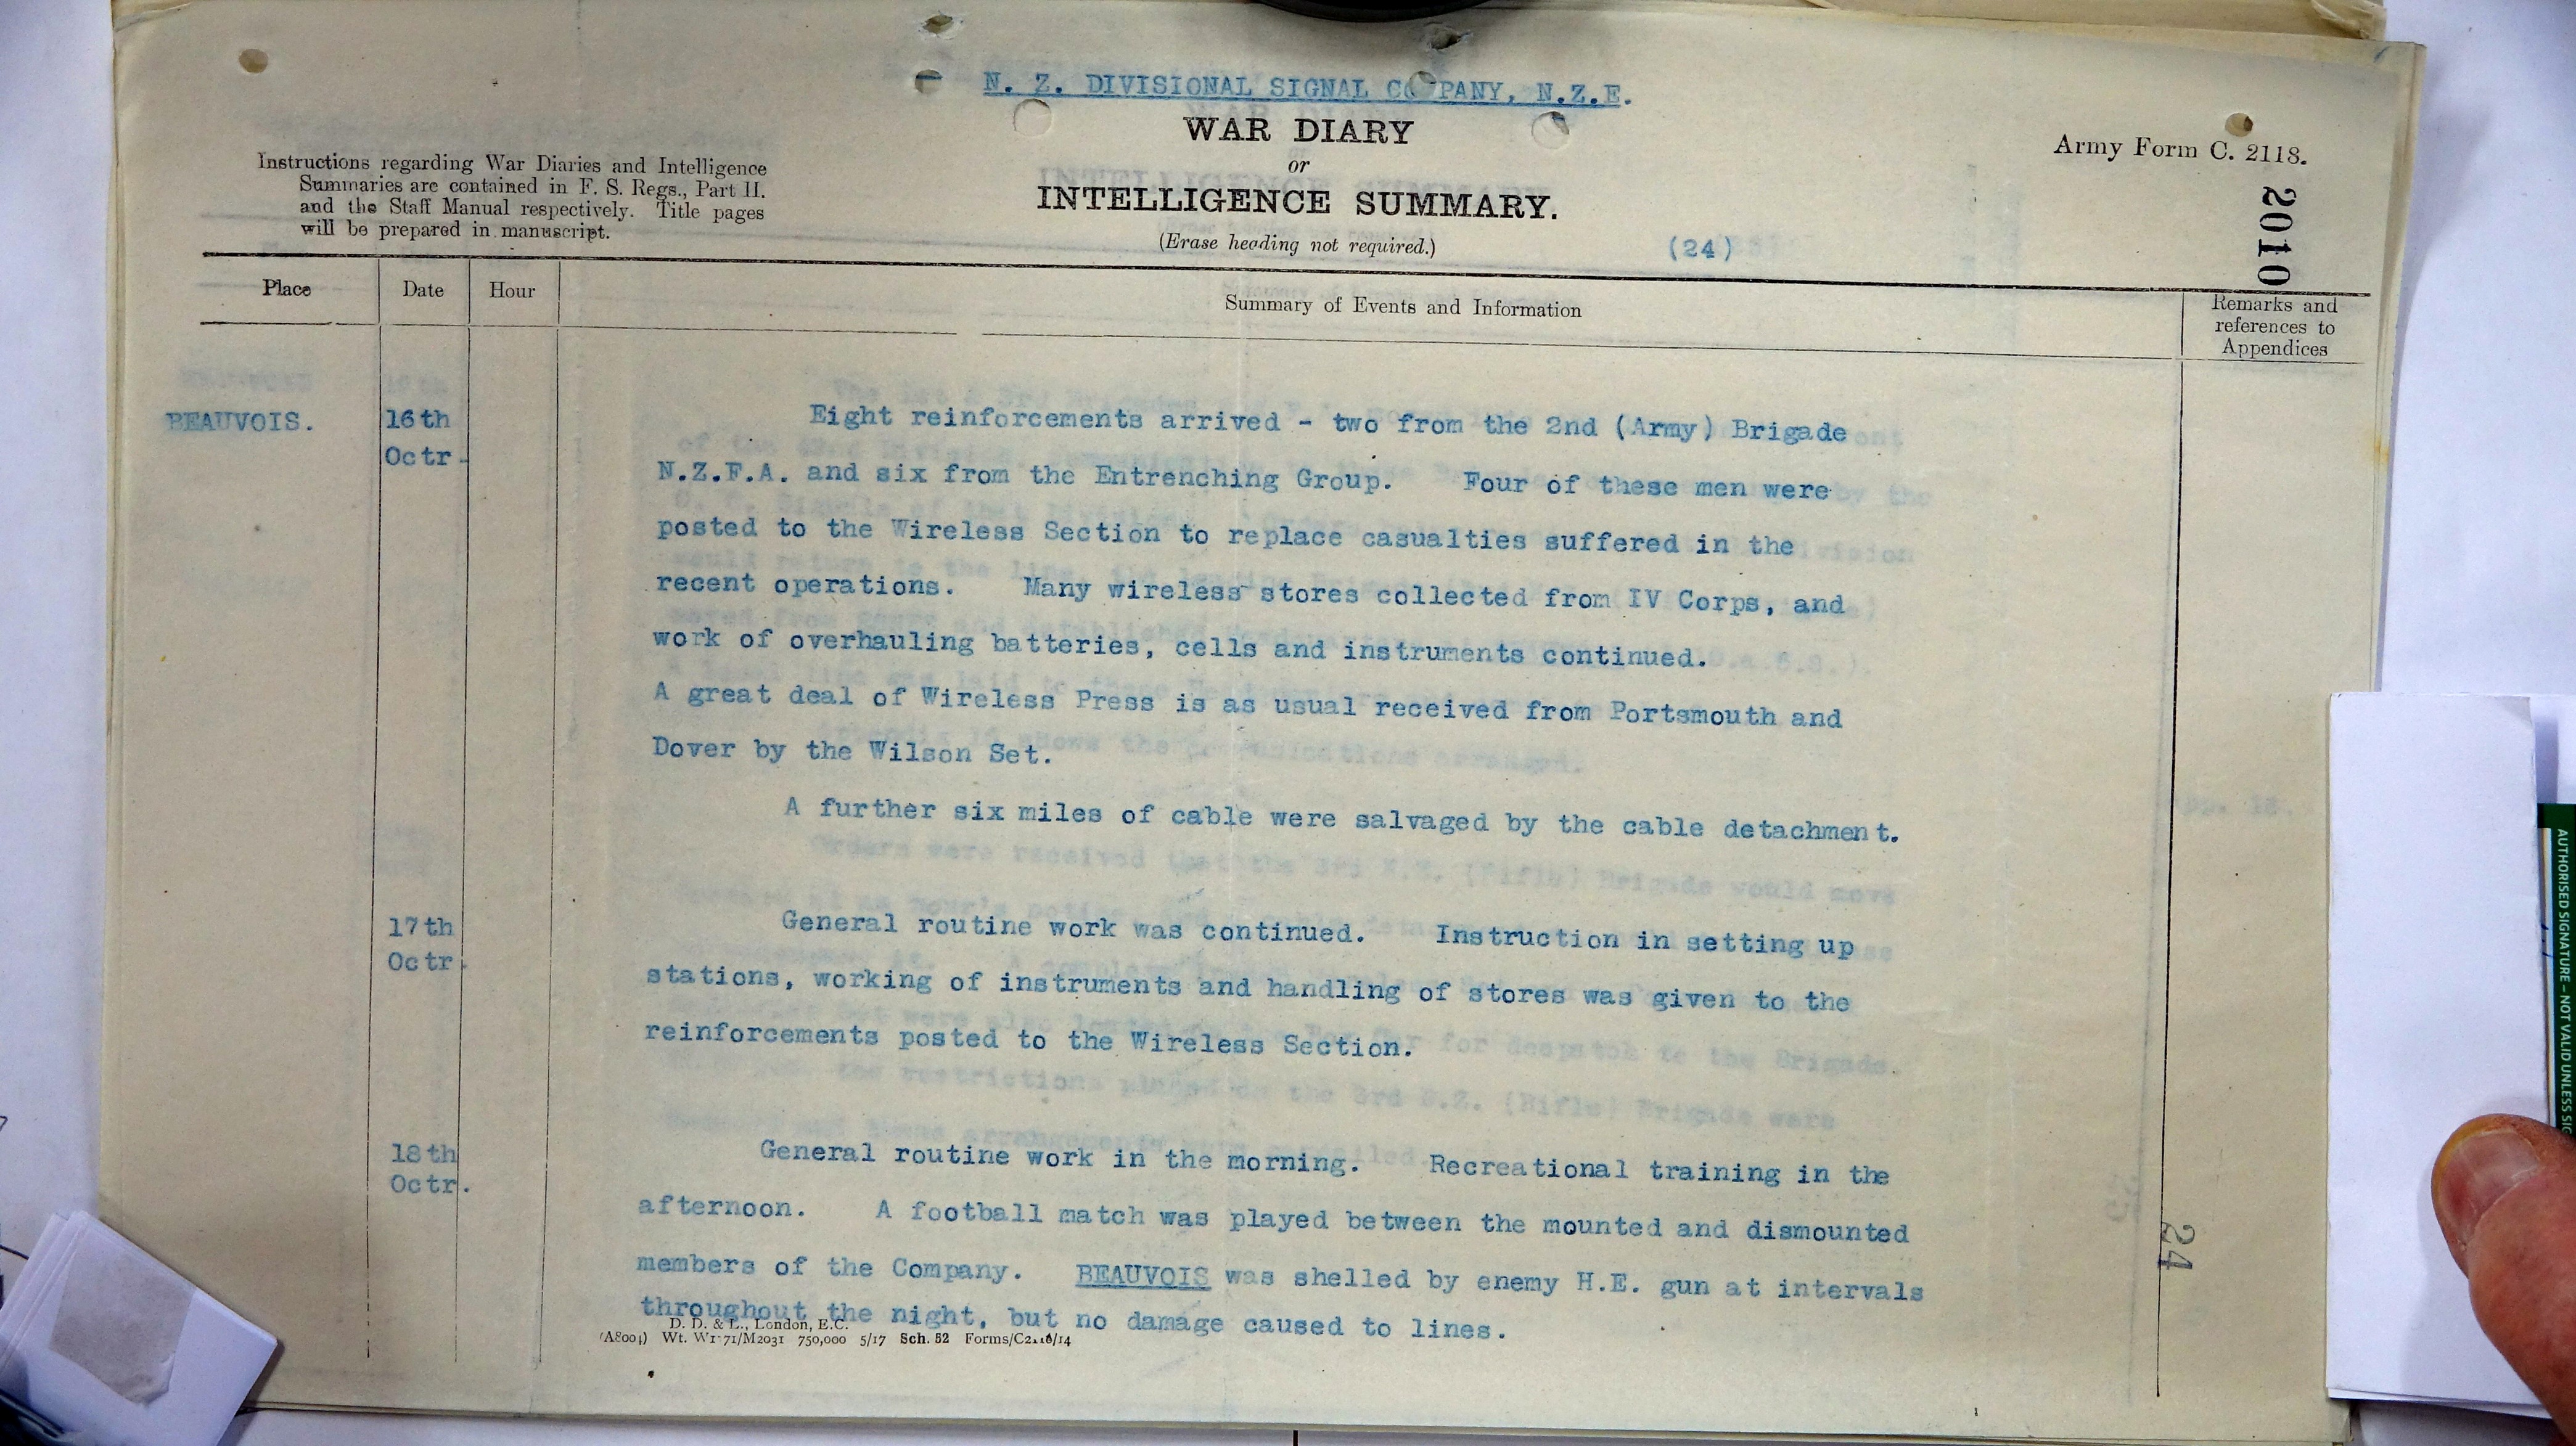 N. Z. DIVISIONAL SIGNAL COMPANY, N.Z.E.
WAR DIARY
or
INTELLIGENCE SUMMARY.
(Erase heading not required.)
(24)
Army Form C. 2118.
2010
Instructions regarding War Diaries and Intelligence
Summaries are contained in F. S. Regs., Part II.
and the Staff Manual respectively. Title pages
will be prepared in manuscript.
Place Date Hour Summary of Events and Information Remarks and
references to
Appendices
BEAUVOIS. 16th
Octr.
Eight reinforcements arrived - two from the 2nd (Army) Brigade
N.Z.F.A. and six from the Entrenching Group. Four of these men were
posted to the Wireless Section to replace casualties suffered in the
recent operations. Many wireless stores collected from IV Corps, and
work of overhauling batteries, cells and instruments continued.
A great deal of Wireless Press is as usual received from Portsmouth and
Dover by the Wilson Set.
A further six miles of cable were salvaged by the cable detachment.
17th
Octr.
General routine work was continued. Instruction in setting up
stations, working of instruments and handling of stores was given to the
reinforcements posted to the Wireless Section.
18th
Octr.
General routine work in the morning. Recreational training in the
afternoon. A football match was played between the mounted and dismounted
members of the Company. BEAUVOIS was shelled by enemy H.E. gun at intervals
throughout the night, but no damage caused to lines.
24
D. D. & L., London, E.C.
Wt. 750,000 5/17 Sch. 52
AUTHORISED SIGNATURE – NOT VALID UNLESS